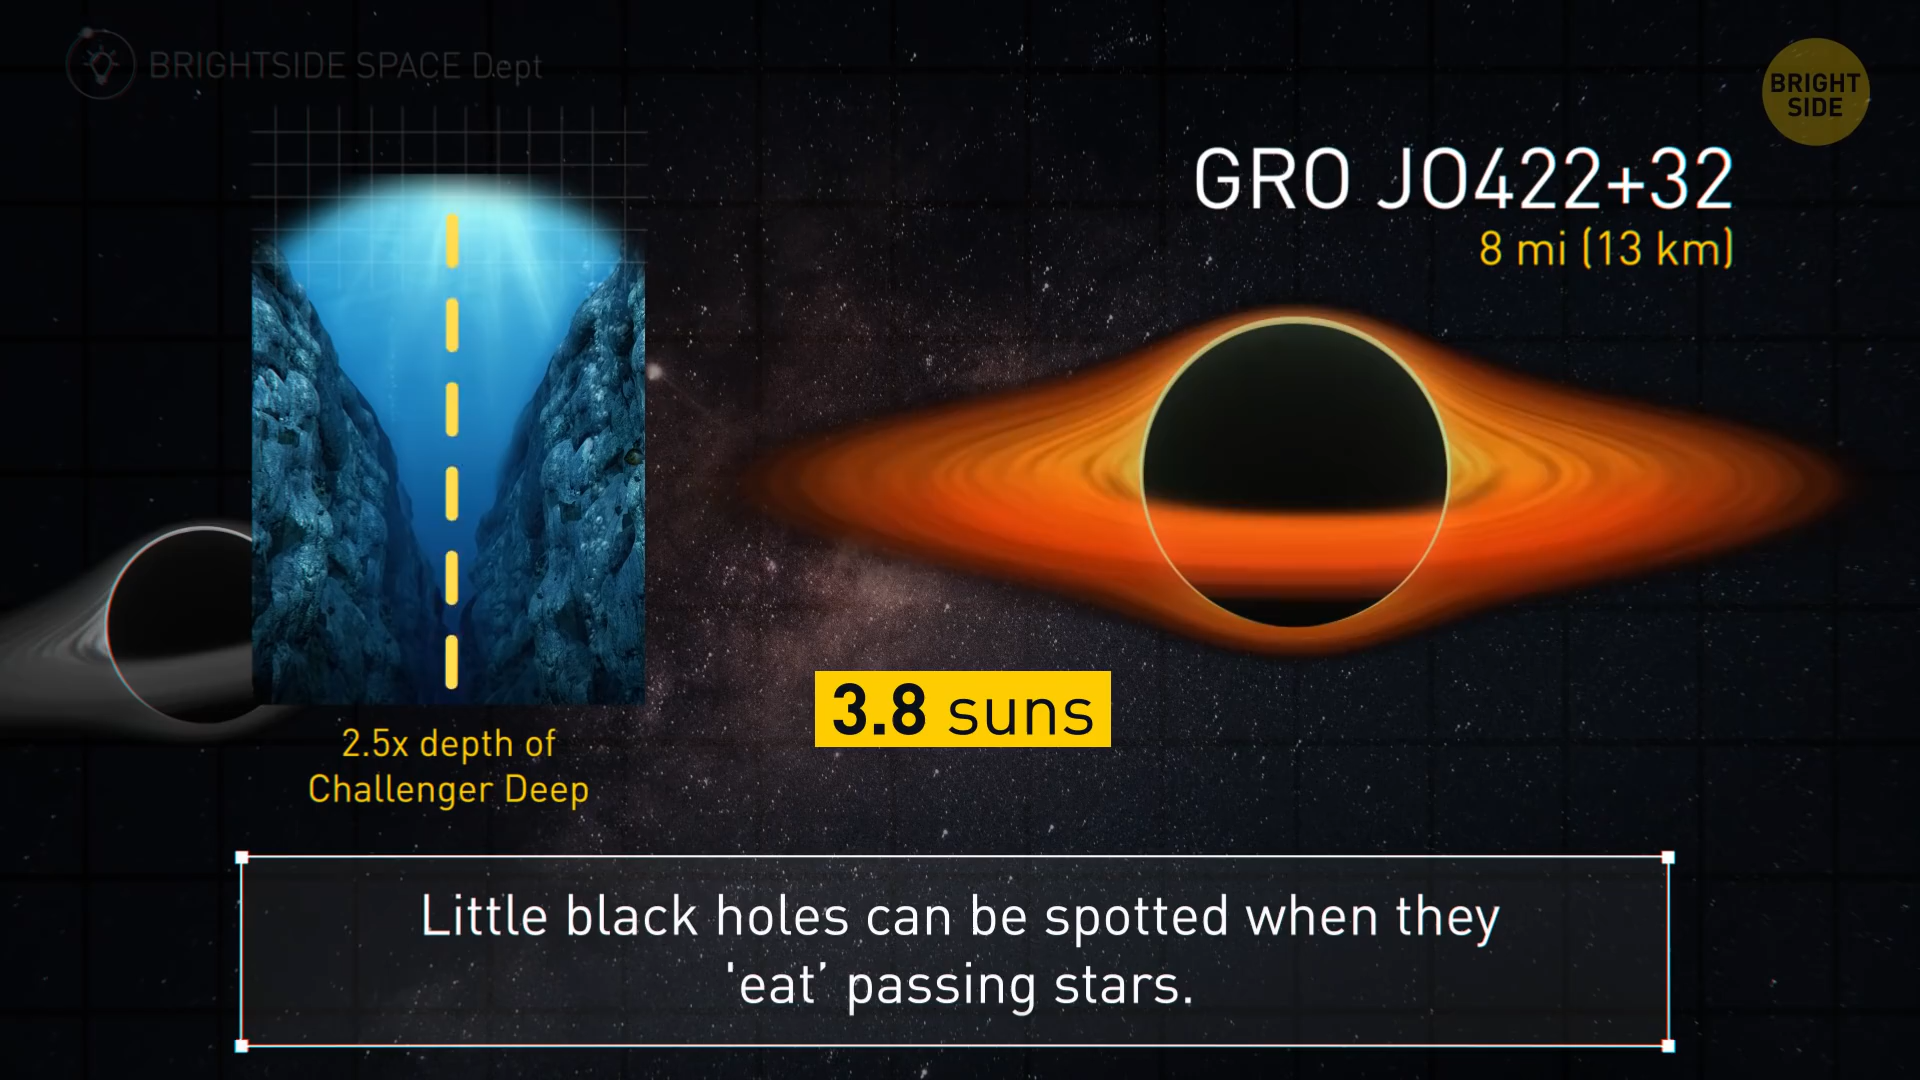 BRIGHTSIDE SPACE Dept
BRIGHT
SIDE
GRO JO422+32
8 mi (13 km)
3.8 suns
2.5x depth of
Challenger Deep
Little black holes can be spotted when they
'eat’ passing stars.